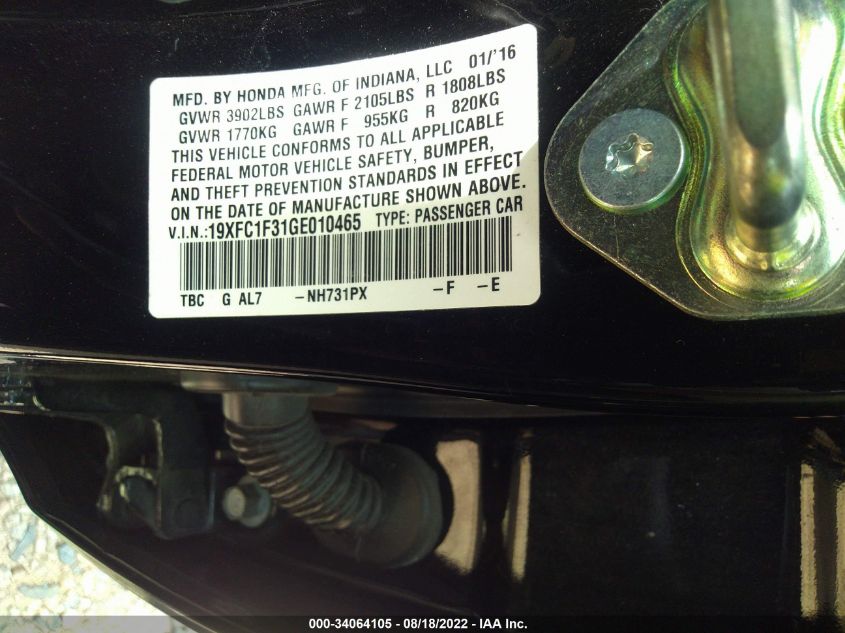 MFD. BY HONDA MFG. OF INDIANA, LLC 01/'16
GVWR 3902LBS GAWR F 2105LBS R 1808LBS
GVWR 1770KG GAWR F 955KG R 820KG
THIS VEHICLE CONFORMS TO ALL APPLICABLE
FEDERAL MOTOR VEHICLE SAFETY, BUMPER,
AND THEFT PREVENTION STANDARDS IN EFFECT
ON THE DATE OF MANUFACTURE SHOWN ABOVE.
V.I.N.:19XFC1F31GE010465 TYPE: PASSENGER CAR
TBC G AL7 -NH731PX -F -E
000-34064105 - 08/18/2022 - IAA Inc.